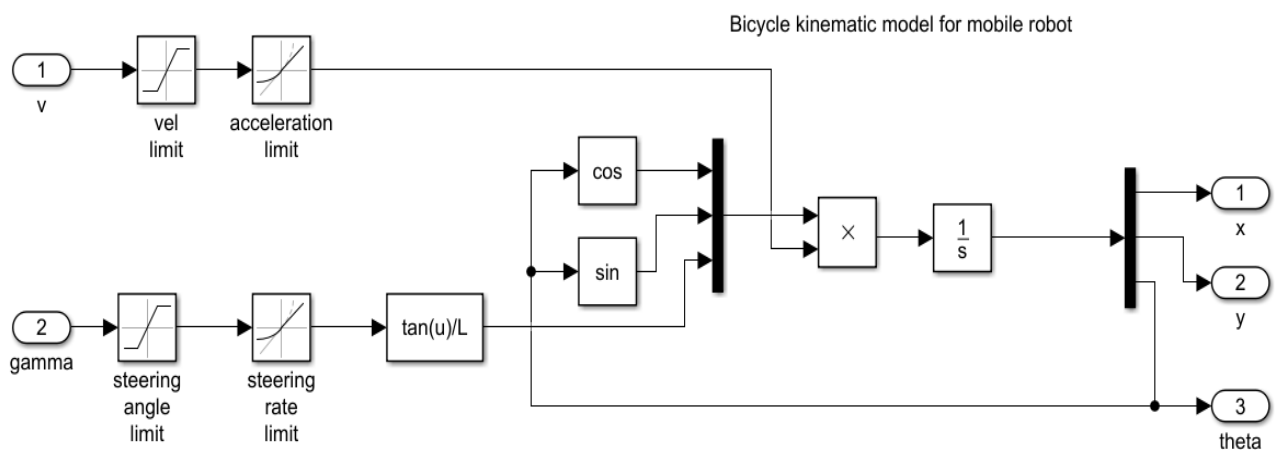 Bicycle kinematic model for mobile robot
1
v
vel
limit
acceleration
limit
cos
sin
×
1
s
1
x
2
y
2
gamma
steering
angle
limit
steering
rate
limit
tan(u)/L
3
theta